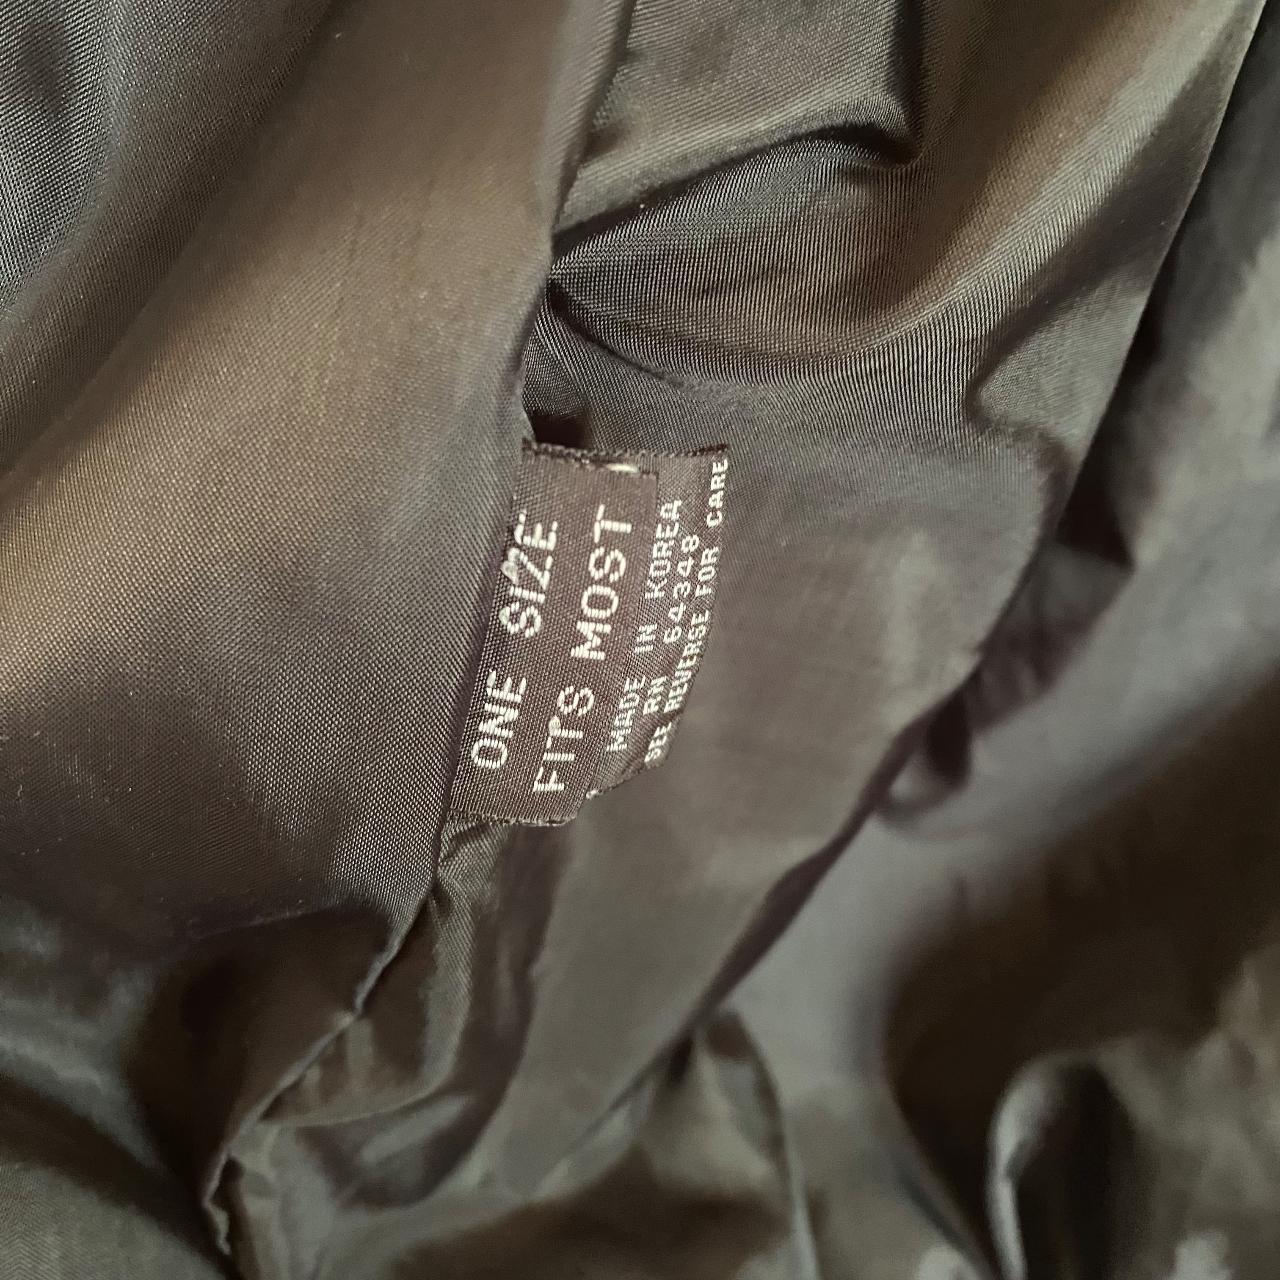 ONE SIZE
FITS MOST
MADE IN KOREA
RN 64348
SEE REVERSE FOR CARE